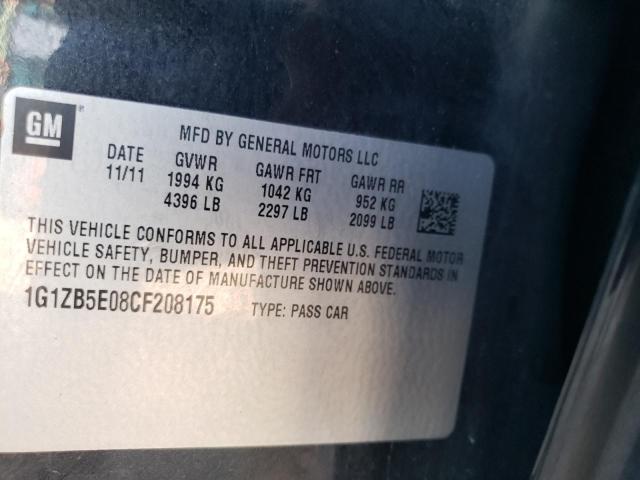 GM
MFD BY GENERAL MOTORS LLC
DATE GVWR GAWR FRT GAWR RR
11/11 1994 KG 1042 KG 952 KG
4396 LB 2297 LB 2099 LB
THIS VEHICLE CONFORMS TO ALL APPLICABLE U.S. FEDERAL MOTOR
VEHICLE SAFETY, BUMPER, AND THEFT PREVENTION STANDARDS IN
EFFECT ON THE DATE OF MANUFACTURE SHOWN ABOVE.
1G1ZB5E08CF208175 TYPE: PASS CAR